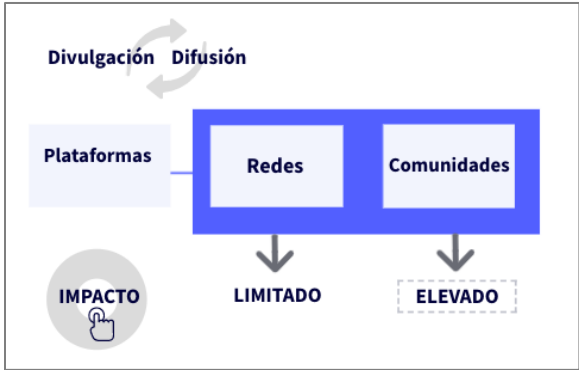 Divulgación Difusión
Plataformas
Redes
Comunidades
IMPACTO
LIMITADO
ELEVADO